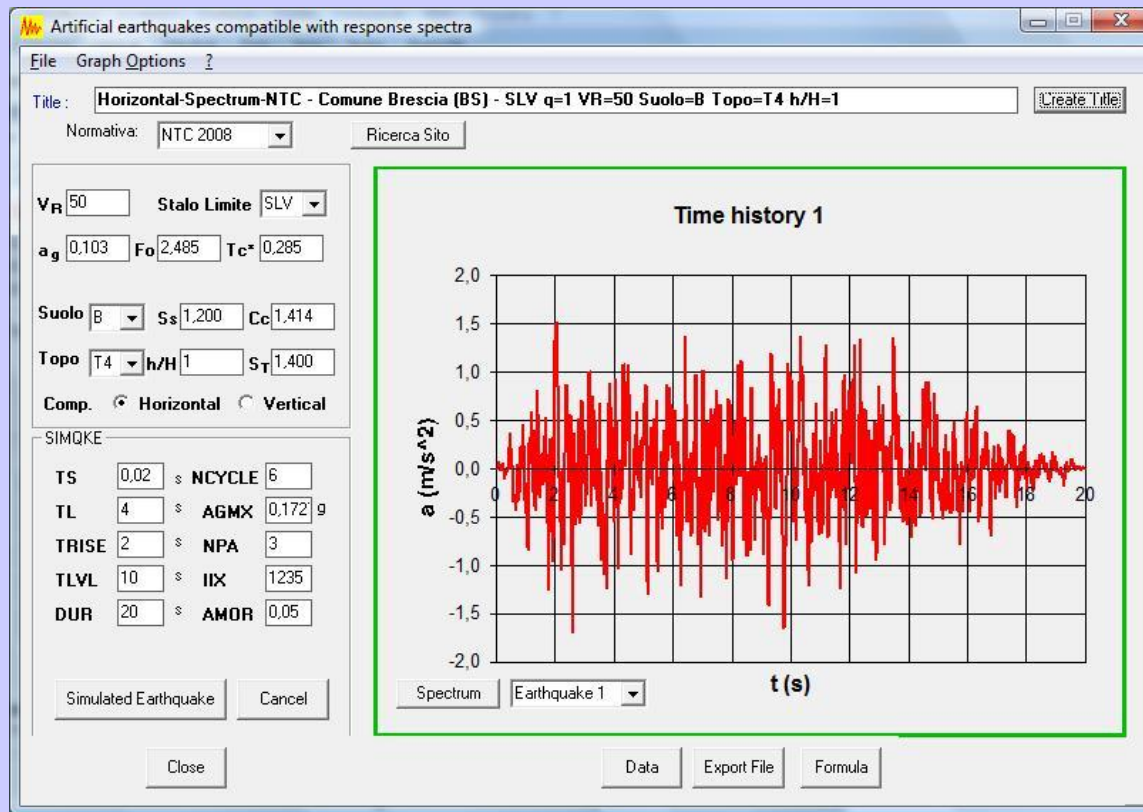 Artificial earthquakes compatible with response spectra
File Graph Options ?
Title : Horizontal-Spectrum-NTC - Comune Brescia (BS) - SLV q=1 VR=50 Suolo=B Topo=T4 h/H=1 Create Title
Normativa: NTC 2008 Ricerca Sito
VR 50 Stalo Limite SLV
ag 0,103 Fo 2,485 Tc* 0,285
Suolo B Ss 1,200 Cc 1,414
Topo T4 h/H 1 ST 1,400
Comp. Horizontal Vertical
SIMQKE
TS 0,02 s NCYCLE 6
TL 4 s AGMX 0,172 g
TRISE 2 s NPA 3
TLVL 10 s IIX 1235
DUR 20 s AMOR 0,05
Simulated Earthquake Cancel
Time history 1
a (m/s^2)
2,0
1,5
1,0
0,5
0,0
-0,5
-1,0
-1,5
-2,0
0 2 4 6 8 10 12 14 16 18 20
t (s)
Spectrum Earthquake 1
Close Data Export File Formula